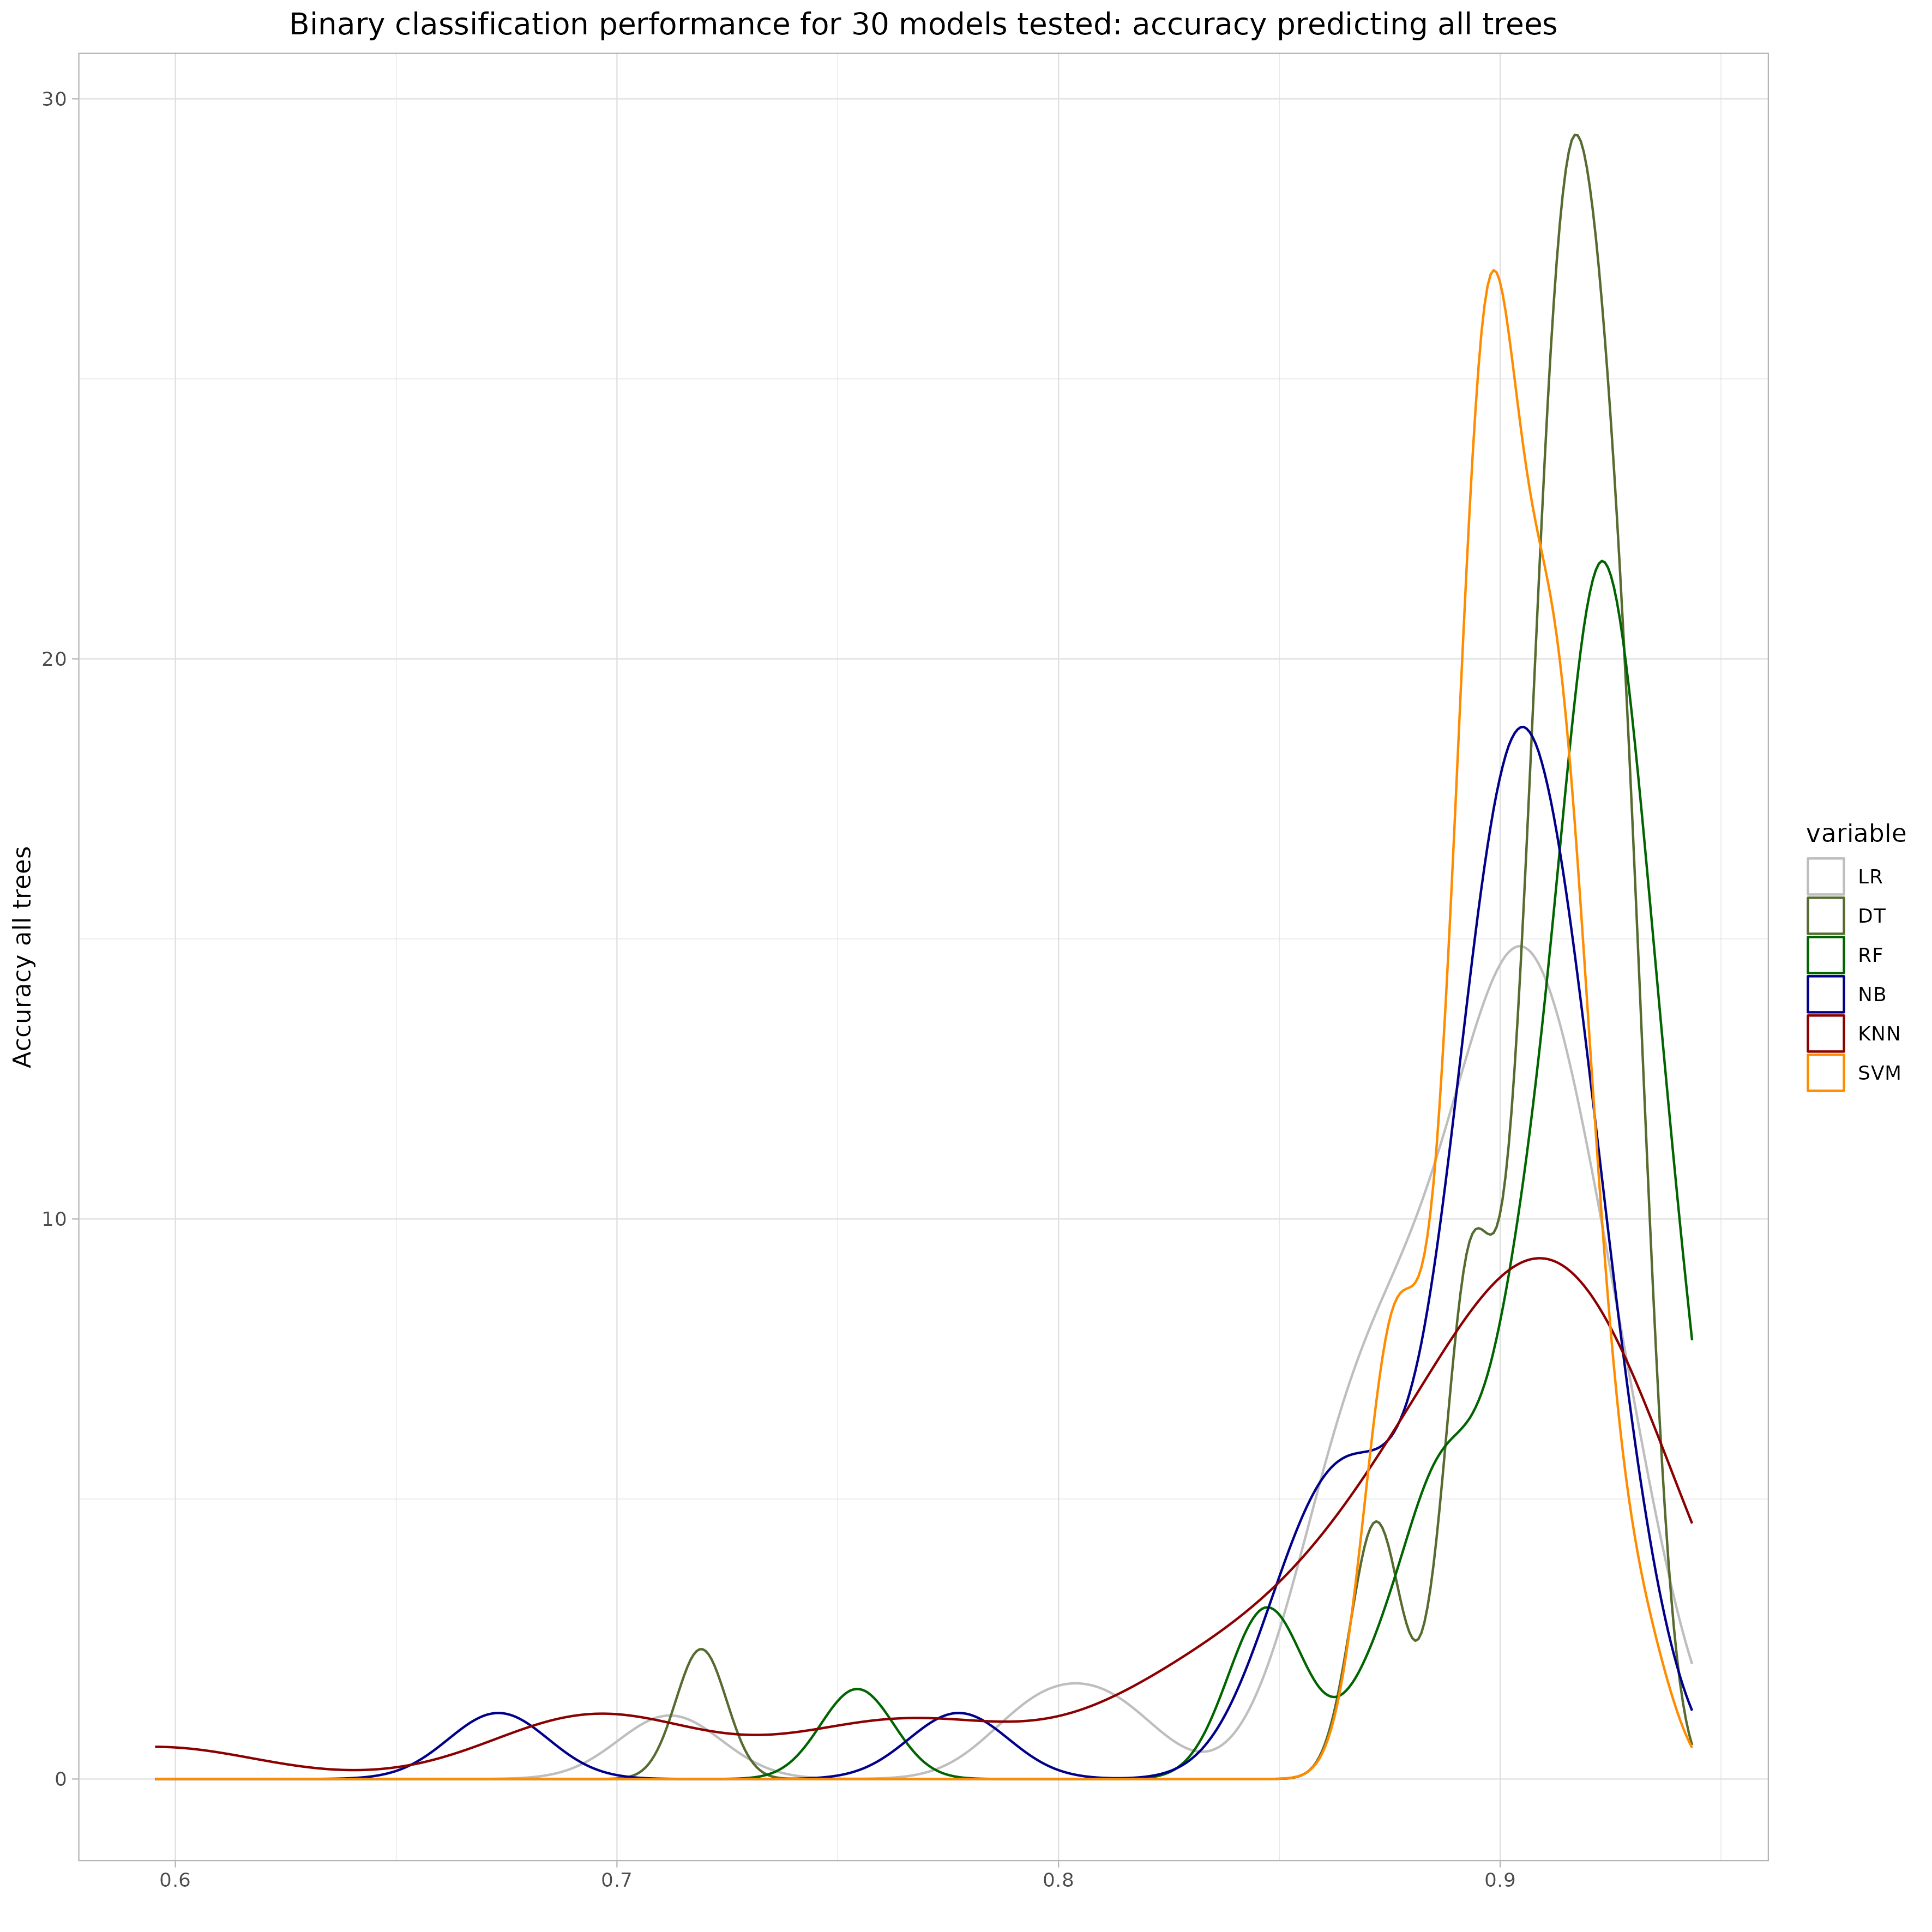 Binary classification performance for 30 models tested: accuracy predicting all trees
30
20
10
0
Accuracy all trees
0.6
0.7
0.8
0.9
variable
LR
DT
RF
NB
KNN
SVM